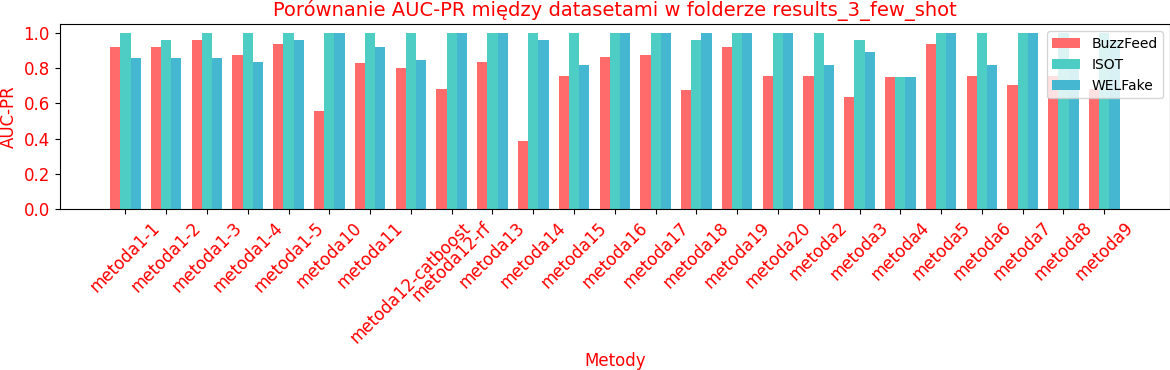 Porównanie AUC-PR między datasetami w folderze results_3_few_shot
AUC-PR
1.0
0.8
0.6
0.4
0.2
0.0
BuzzFeed
ISOT
WELFake
metoda1-1
metoda1-2
metoda1-3
metoda1-4
metoda1-5
metoda10
metoda11
metoda12-catboost
metoda12-rf
metoda13
metoda14
metoda15
metoda16
metoda17
metoda18
metoda19
metoda20
metoda2
metoda3
metoda4
metoda5
metoda6
metoda7
metoda8
metoda9
Metody